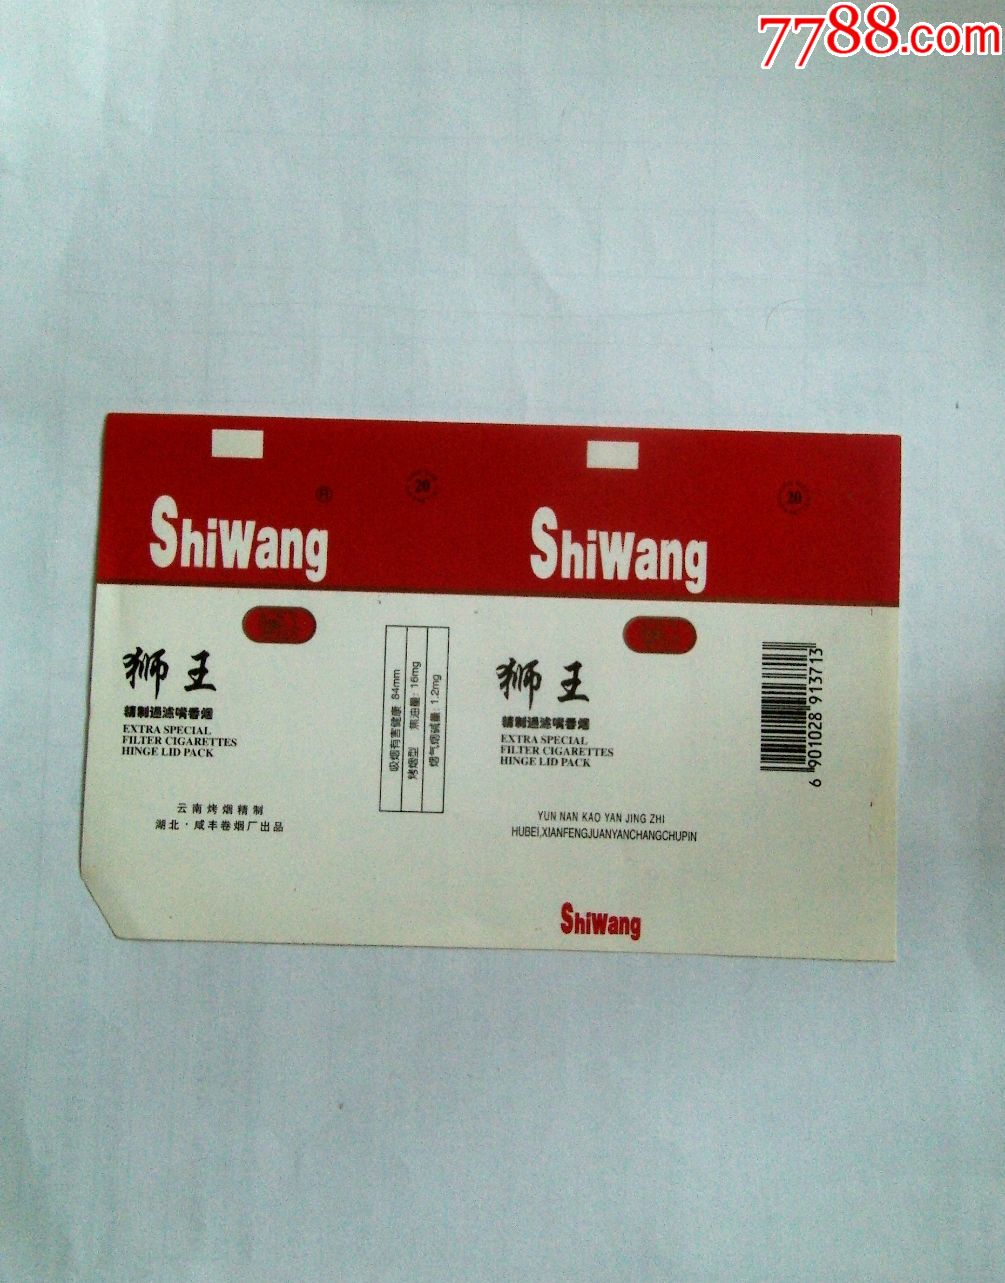 7788.com
ShiWang
®
20
狮王
精制过滤嘴香烟
EXTRA SPECIAL
FILTER CIGARETTES
HINGE LID PACK
云南烤烟精制
湖北·咸丰卷烟厂出品
吸烟有害健康 84mm
烤烟型 焦油量：16mg
烟气烟碱量：1.2mg
ShiWang
20
狮王
精制过滤嘴香烟
EXTRA SPECIAL
FILTER CIGARETTES
HINGE LID PACK
YUN NAN KAO YAN JING ZHI
HUBEI,XIANFENGJUANYANCHANGCHUPIN
ShiWang
6 901028 913713